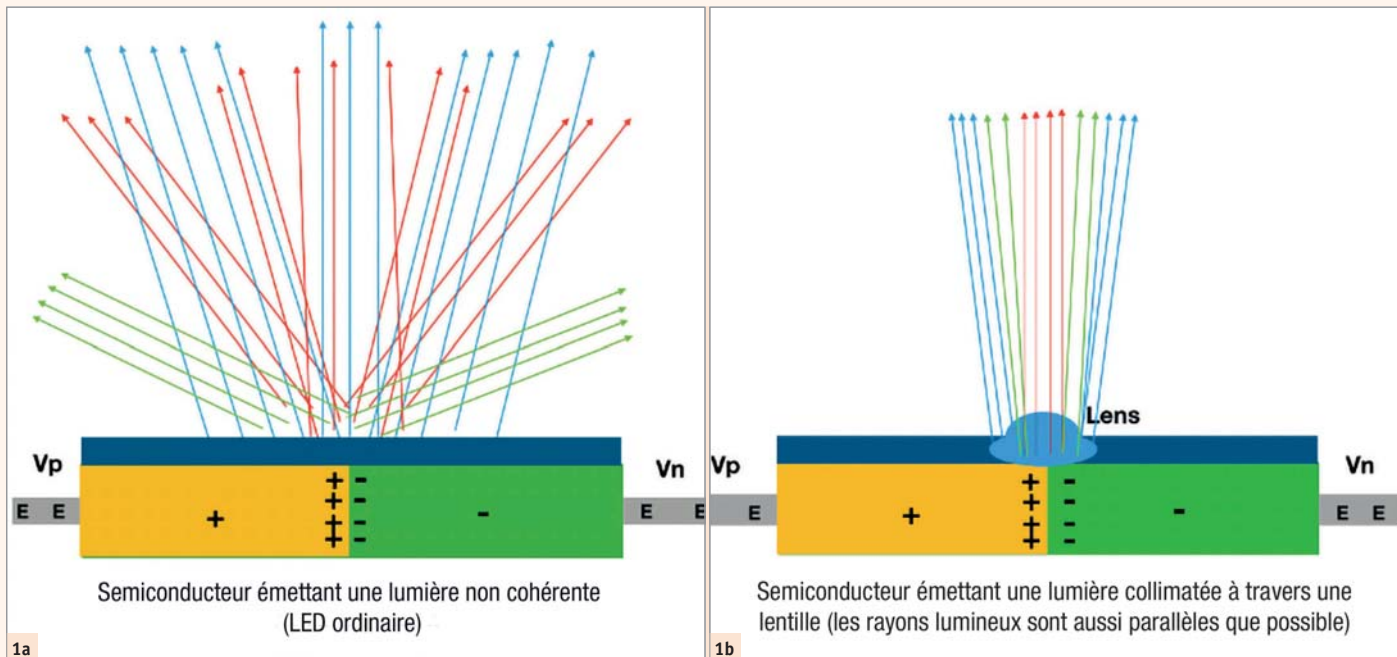 Vp
Vn
E E
+
+ -
+ -
+ -
+ -
-
E E
Semiconducteur émettant une lumière non cohérente
(LED ordinaire)
1a
Lens
Vp
Vn
E
+
+ -
+ -
+ -
+ -
-
E E
Semiconducteur émettant une lumière collimatée à travers une
lentille (les rayons lumineux sont aussi parallèles que possible)
1b